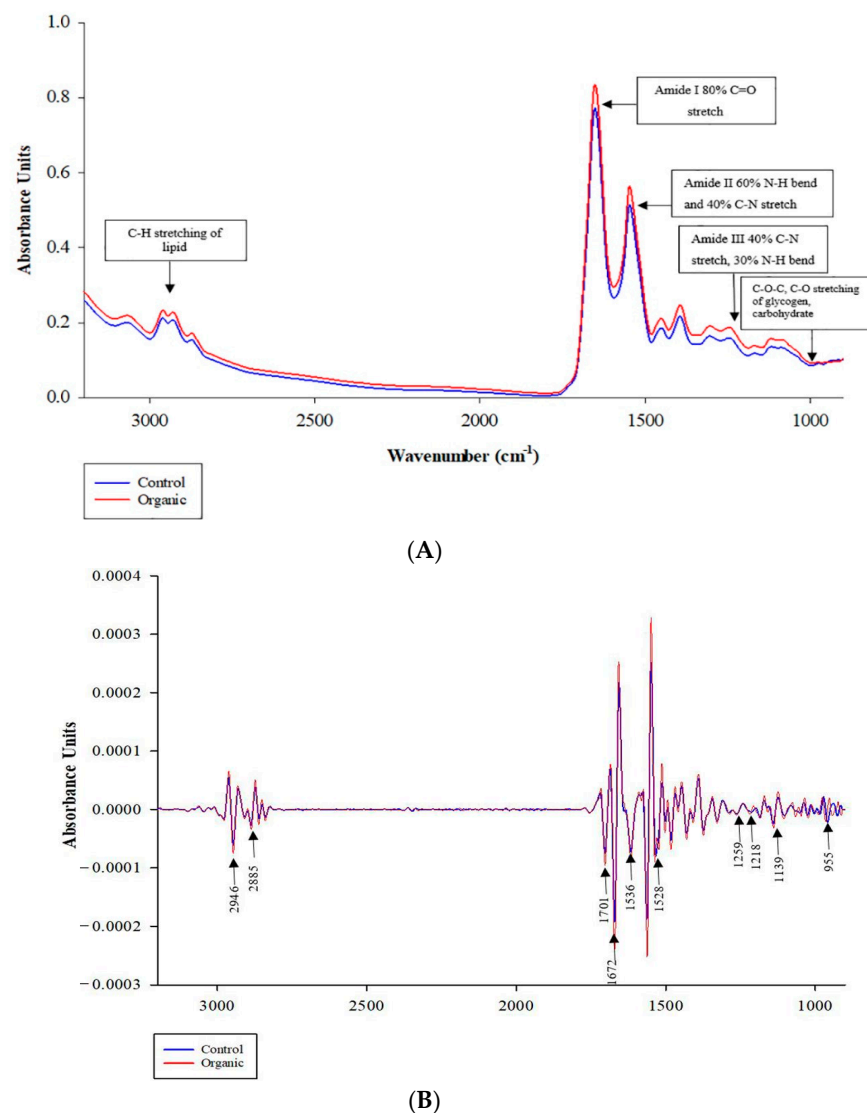 1.0
0.8
0.6
0.4
0.2
0.0
Absorbance Units
Amide I 80% C=O
stretch
Amide II 60% N-H bend
and 40% C-N stretch
C-H stretching of
lipid
Amide III 40% C-N
stretch, 30% N-H bend
C-O-C, C-O stretching
of glycogen,
carbohydrate
3000
2500
2000
1500
1000
Wavenumber (cm⁻¹)
Control
Organic
(A)
0.0004
0.0003
0.0002
0.0001
0.0000
−0.0001
−0.0002
−0.0003
Absorbance Units
2946
2885
1701
1672
1536
1528
1259
1218
1139
955
3000
2500
2000
1500
1000
Control
Organic
(B)